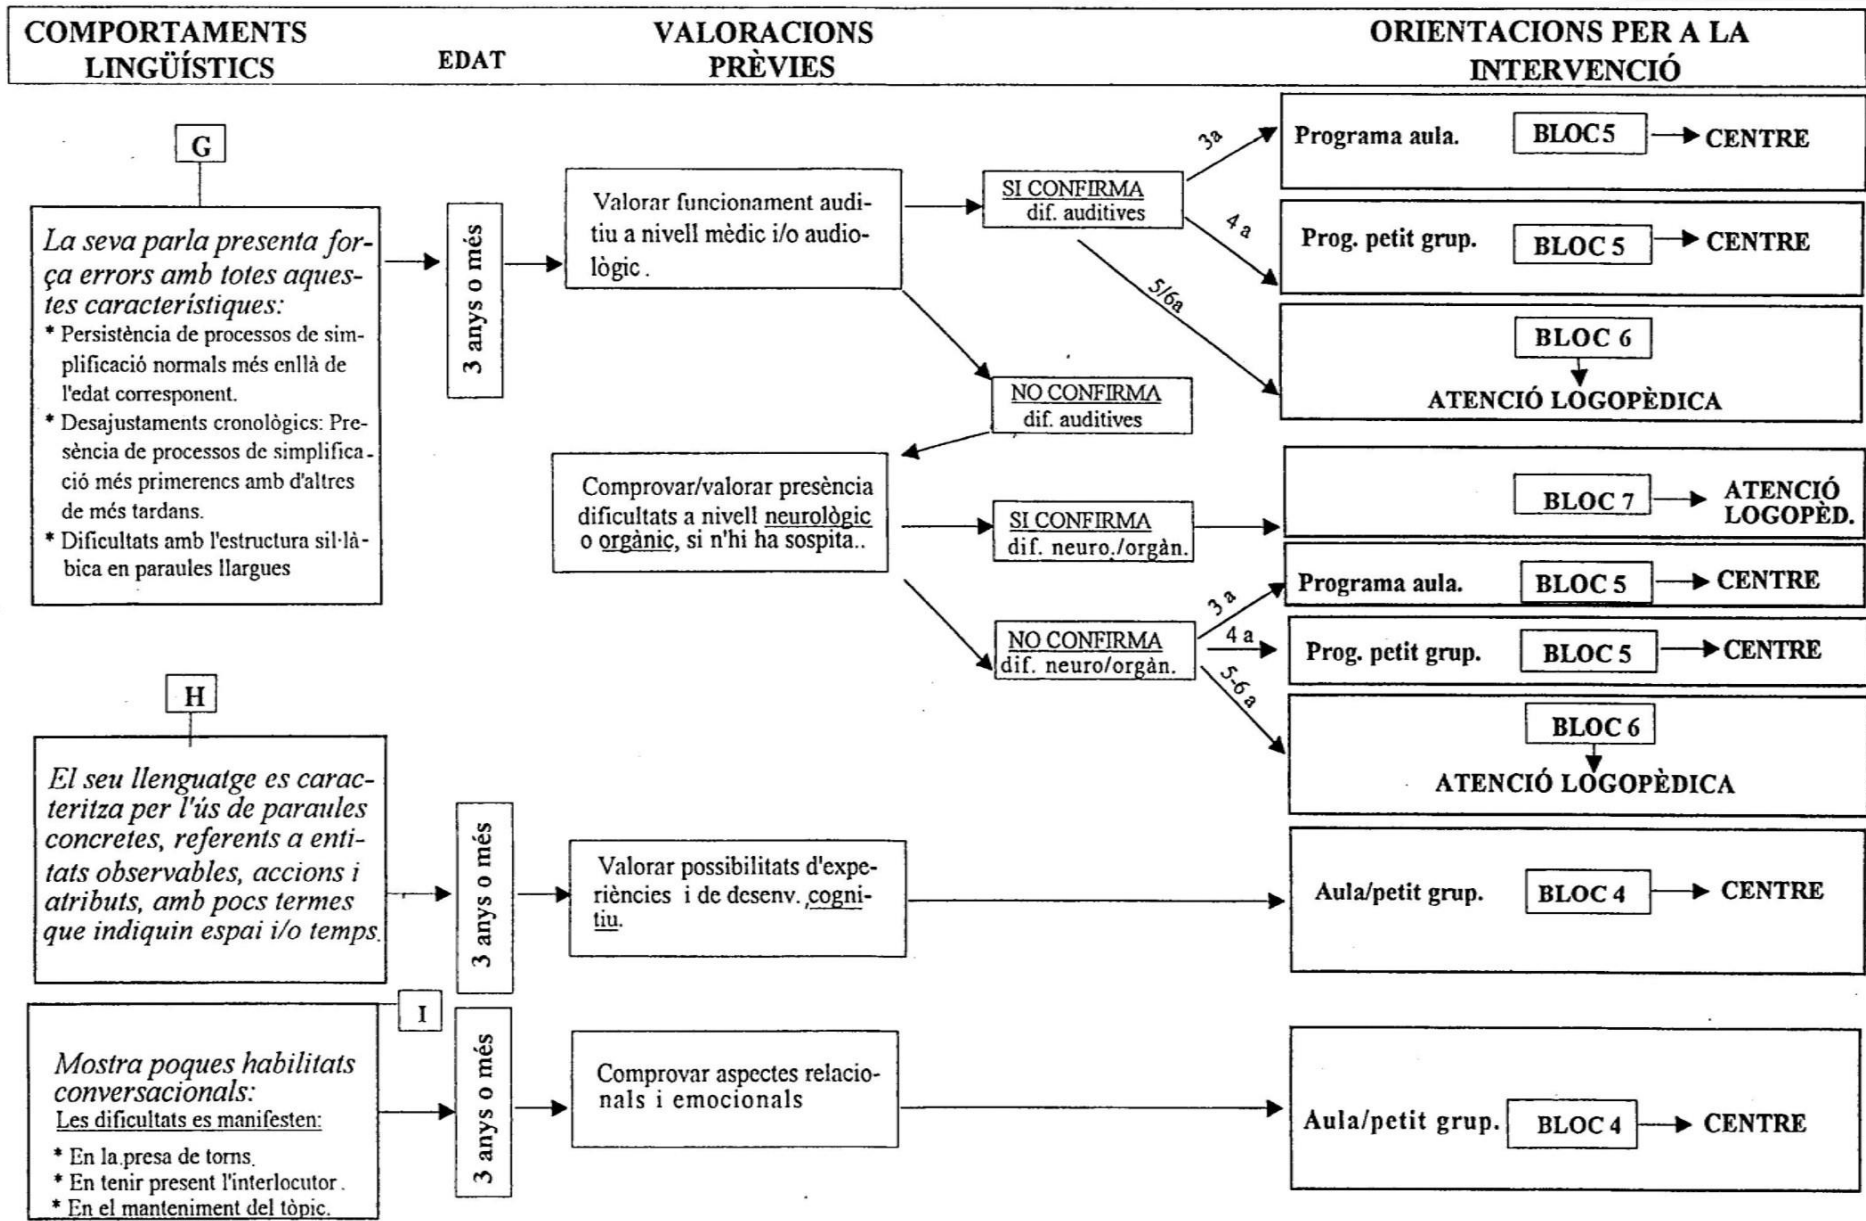 COMPORTAMENTS
LINGÜÍSTICS
EDAT
VALORACIONS
PRÈVIES
ORIENTACIONS PER A LA
INTERVENCIÓ
G
La seva parla presenta for-
ça errors amb totes aques-
tes característiques:
* Persistència de processos de sim-
plificació normals més enllà de
l'edat corresponent.
* Desajustaments cronològics: Pre-
sència de processos de simplifica-
ció més primerencs amb d'altres
de més tardans.
* Dificultats amb l'estructura sil·là-
bica en paraules llargues
3 anys o més
Valorar funcionament audi-
tiu a nivell mèdic i/o audio-
lògic.
SI CONFIRMA
dif. auditives
3a
Programa aula.
BLOC 5
CENTRE
4 a
Prog. petit grup.
BLOC 5
CENTRE
5/6a
BLOC 6
ATENCIÓ LOGOPÈDICA
NO CONFIRMA
dif. auditives
Comprovar/valorar presència
dificultats a nivell neurològic
o orgànic, si n'hi ha sospita..
SI CONFIRMA
dif. neuro./orgàn.
BLOC 7
ATENCIÓ
LOGOPÈD.
NO CONFIRMA
dif. neuro/orgàn.
3 a
Programa aula.
BLOC 5
CENTRE
4 a
Prog. petit grup.
BLOC 5
CENTRE
5-6 a
BLOC 6
ATENCIÓ LOGOPÈDICA
H
El seu llenguatge es carac-
teritza per l'ús de paraules
concretes, referents a enti-
tats observables, accions i
atributs, amb pocs termes
que indiquin espai i/o temps.
3 anys o més
Valorar possibilitats d'expe-
riències i de desenv. ,cogni-
tiu.
Aula/petit grup.
BLOC 4
CENTRE
I
Mostra poques habilitats
conversacionals:
Les dificultats es manifesten:
* En la.presa de torns.
* En tenir present l'interlocutor.
* En el manteniment del tòpic.
3 anys o més
Comprovar aspectes relacio-
nals i emocionals
Aula/petit grup.
BLOC 4
CENTRE